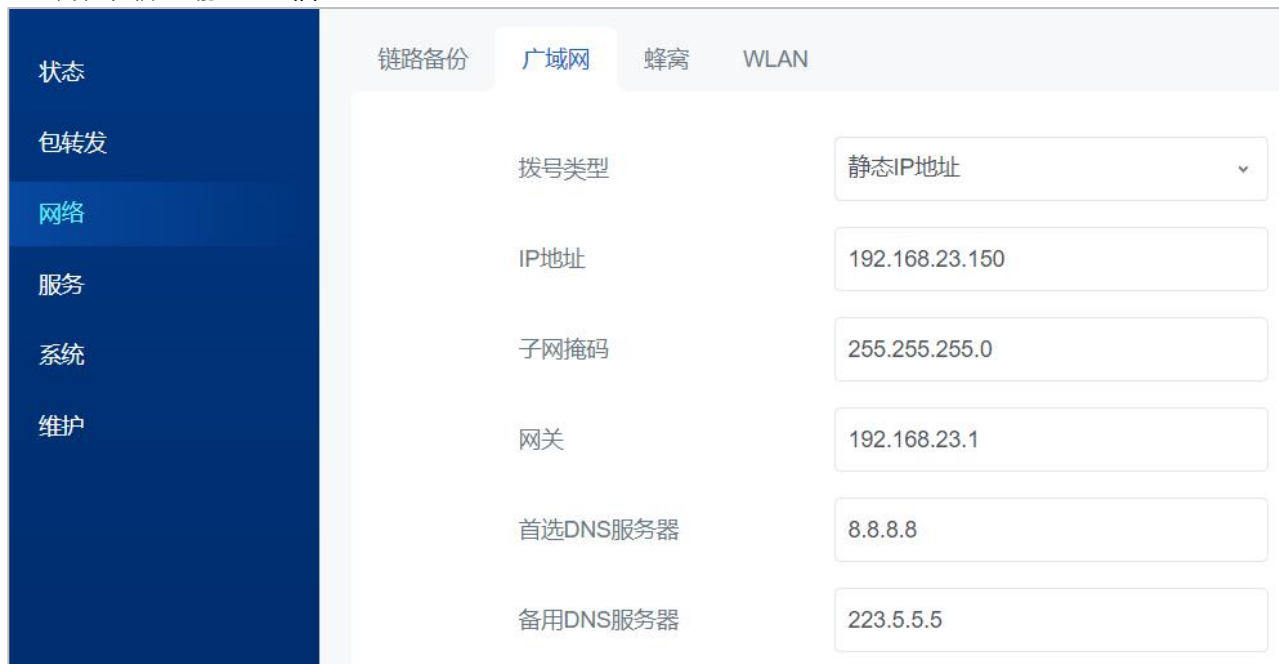 状态
包转发
网络
服务
系统
维护
链路备份 广域网 蜂窝 WLAN
拨号类型 静态IP地址
IP地址 192.168.23.150
子网掩码 255.255.255.0
网关 192.168.23.1
首选DNS服务器 8.8.8.8
备用DNS服务器 223.5.5.5